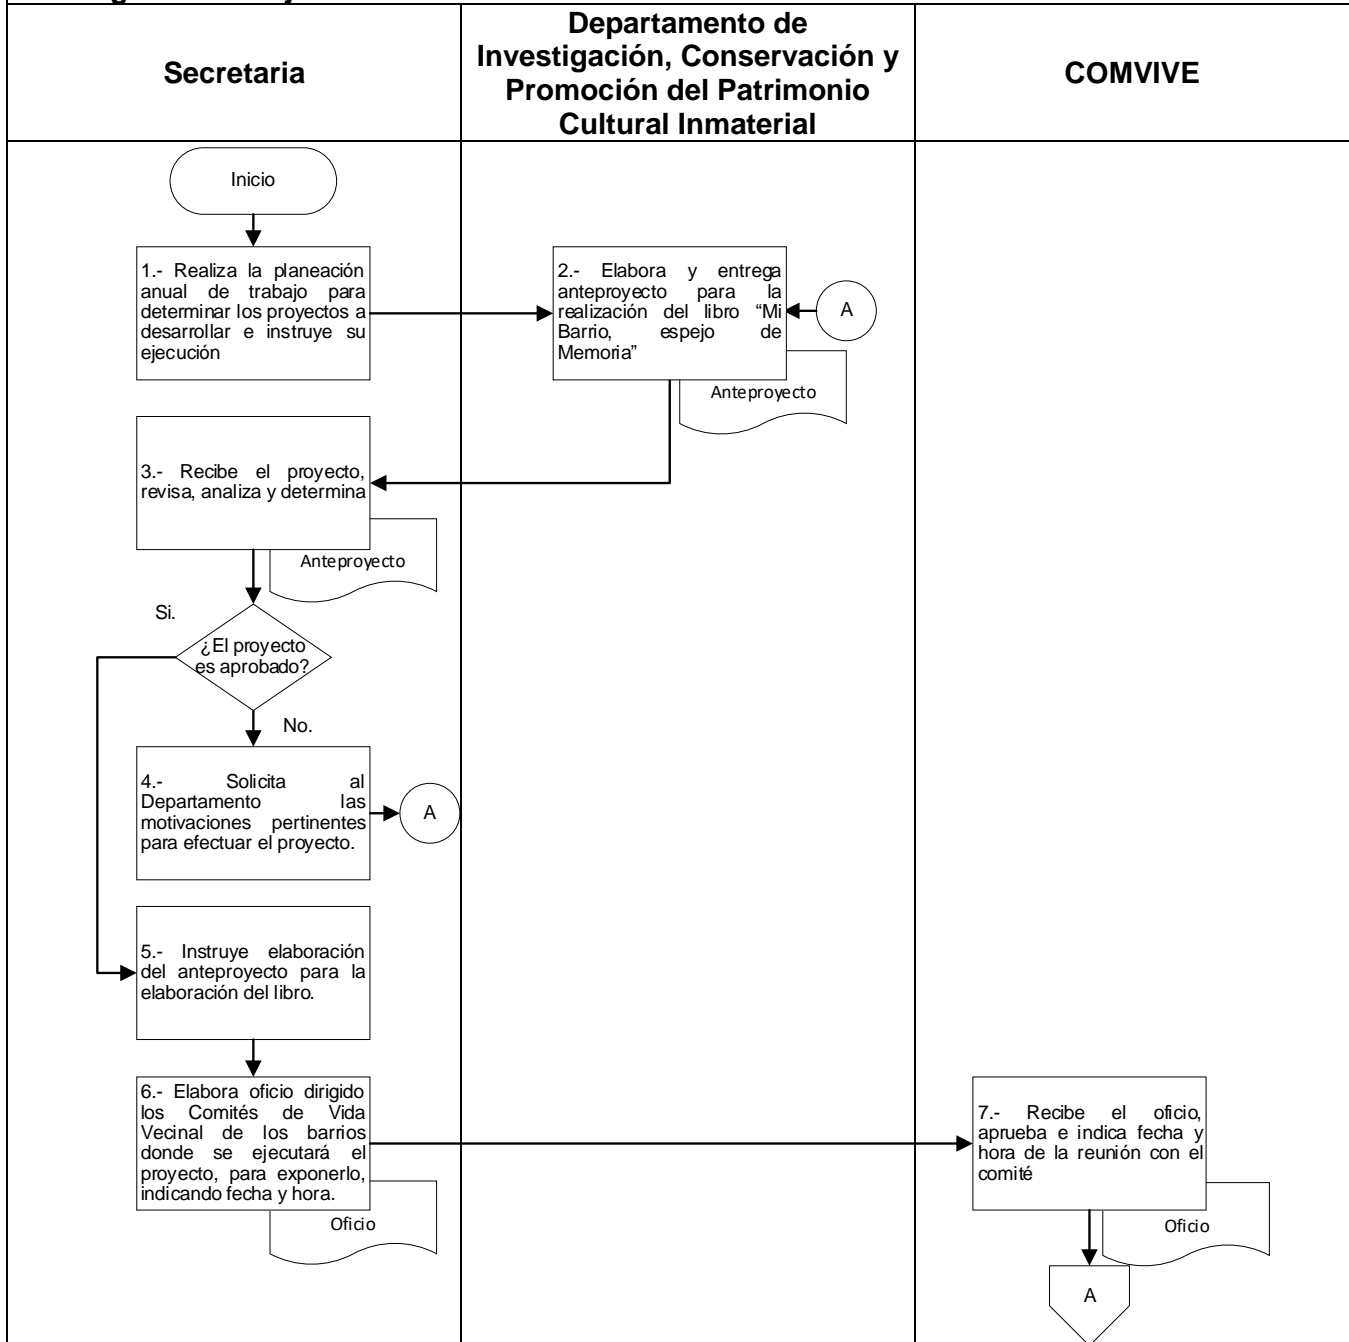 Secretaria
Departamento de
Investigación, Conservación y
Promoción del Patrimonio
Cultural Inmaterial
COMVIVE
Inicio
1.- Realiza la planeación
anual de trabajo para
determinar los proyectos a
desarrollar e instruye su
ejecución
2.- Elabora y entrega
anteproyecto para la
realización del libro “Mi
Barrio, espejo de
Memoria”
A
Anteproyecto
3.- Recibe el proyecto,
revisa, analiza y determina
Anteproyecto
Si.
¿El proyecto
es aprobado?
No.
4.- Solicita al
Departamento las
motivaciones pertinentes
para efectuar el proyecto.
A
5.- Instruye elaboración
del anteproyecto para la
elaboración del libro.
6.- Elabora oficio dirigido
los Comités de Vida
Vecinal de los barrios
donde se ejecutará el
proyecto, para exponerlo,
indicando fecha y hora.
Oficio
7.- Recibe el oficio,
aprueba e indica fecha y
hora de la reunión con el
comité
Oficio
A